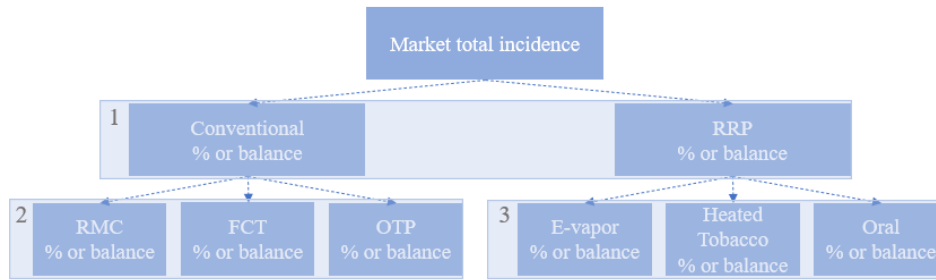 Market total incidence
1
Conventional
% or balance
RRP
% or balance
2
RMC
% or balance
FCT
% or balance
OTP
% or balance
3
E-vapor
% or balance
Heated
Tobacco
% or balance
Oral
% or balance